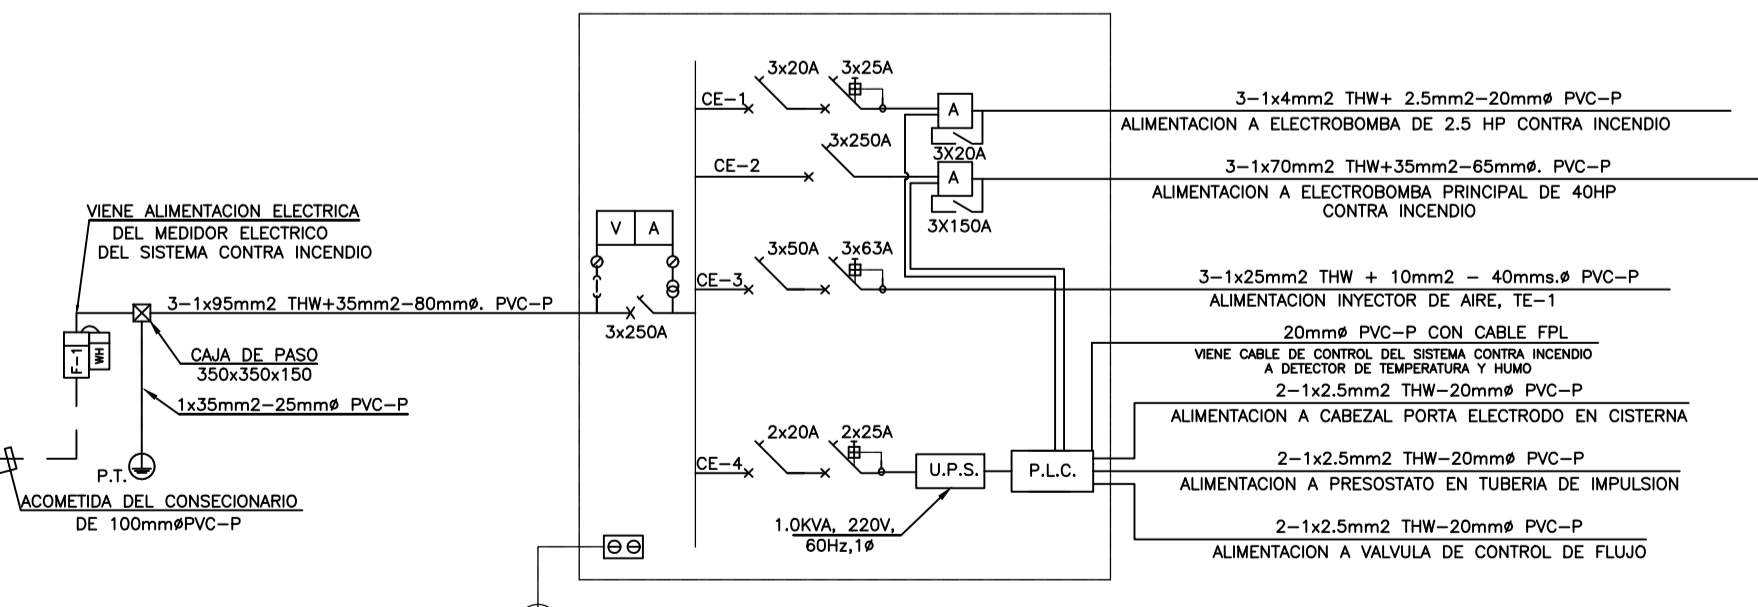 VIENE ALIMENTACION ELECTRICA
DEL MEDIDOR ELECTRICO
DEL SISTEMA CONTRA INCENDIO
3-1x95mm2 THW+35mm2-80mmø. PVC-P
F-1
WH
CAJA DE PASO
350x350x150
1x35mm2-25mmø PVC-P
P.T.
ACOMETIDA DEL CONSECIONARIO
DE 100mmøPVC-P
V
A
3x250A
CE-1
3x20A
3x25A
A
3X20A
CE-2
3x250A
A
3X150A
CE-3
3x50A
3x63A
CE-4
2x20A
2x25A
U.P.S.
P.L.C.
1.0KVA, 220V,
60Hz,1ø
3-1x4mm2 THW+ 2.5mm2-20mmø PVC-P
ALIMENTACION A ELECTROBOMBA DE 2.5 HP CONTRA INCENDIO
3-1x70mm2 THW+35mm2-65mmø. PVC-P
ALIMENTACION A ELECTROBOMBA PRINCIPAL DE 40HP
CONTRA INCENDIO
3-1x25mm2 THW + 10mm2 - 40mms.ø PVC-P
ALIMENTACION INYECTOR DE AIRE, TE-1
20mmø PVC-P CON CABLE FPL
VIENE CABLE DE CONTROL DEL SISTEMA CONTRA INCENDIO
A DETECTOR DE TEMPERATURA Y HUMO
2-1x2.5mm2 THW-20mmø PVC-P
ALIMENTACION A CABEZAL PORTA ELECTRODO EN CISTERNA
2-1x2.5mm2 THW-20mmø PVC-P
ALIMENTACION A PRESOSTATO EN TUBERIA DE IMPULSION
2-1x2.5mm2 THW-20mmø PVC-P
ALIMENTACION A VALVULA DE CONTROL DE FLUJO